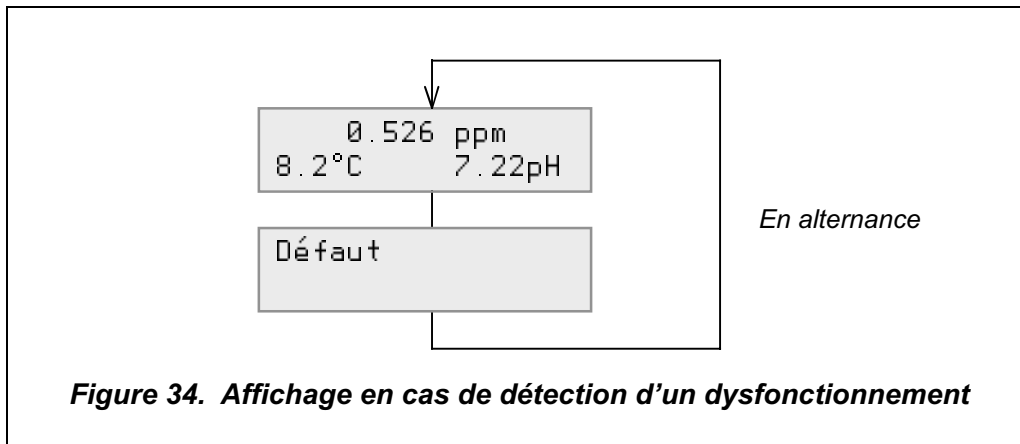 0.526 ppm
8.2°C 7.22pH
En alternance
Défaut
Figure 34. Affichage en cas de détection d'un dysfonctionnement